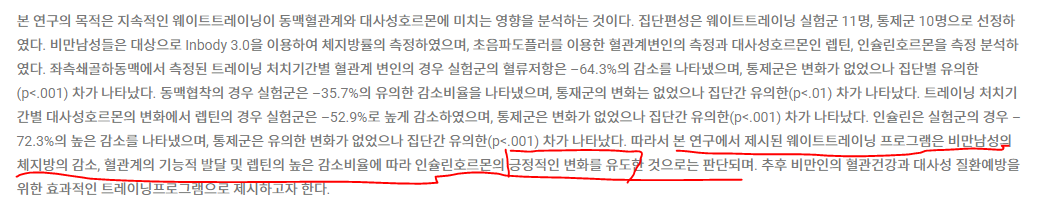 본 연구의 목적은 지속적인 웨이트트레이닝이 동맥혈관계와 대사성호르몬에 미치는 영향을 분석하는 것이다. 집단편성은 웨이트트레이닝 실험군 11명, 통제군 10명으로 선정하
였다. 비만남성들은 대상으로 Inbody 3.0을 이용하여 체지방률의 측정하였으며, 초음파도플러를 이용한 혈관계변인의 측정과 대사성호르몬인 렙틴, 인슐린호르몬을 측정 분석하
였다. 좌측쇄골하동맥에서 측정된 트레이닝 처치기간별 혈관계 변인의 경우 실험군의 혈류저항은 −64.3%의 감소를 나타냈으며, 통제군은 변화가 없었으나 집단별 유의한
(p<.001) 차가 나타났다. 동맥협착의 경우 실험군은 −35.7%의 유의한 감소비율을 나타냈으며, 통제군의 변화는 없었으나 집단간 유의한(p<.01) 차가 나타났다. 트레이닝 처치기
간별 대사성호르몬의 변화에서 렙틴의 경우 실험군은 −52.9%로 높게 감소하였으며, 통제군은 변화가 없었으나 집단간 유의한 차가 나타났다. 인슐린은 실험군의 경우 −
72.3%의 높은 감소를 나타냈으며, 통제군은 유의한 변화가 없었으나 집단간 유의한(p<.001) 차가 나타났다. 따라서 본 연구에서 제시된 웨이트트레이닝 프로그램은 비만남성의
체지방의 감소, 혈관계의 기능적 발달 및 렙틴의 높은 감소비율에 따라 인슐린호르몬의 긍정적인 변화를 유도한 것으로는 판단되며. 추후 비만인의 혈관건강과 대사성 질환예방을
위한 효과적인 트레이닝프로그램으로 제시하고자 한다.